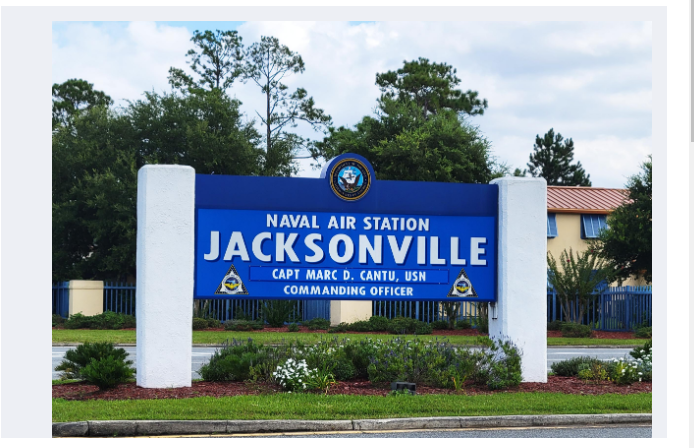 NAVAL AIR STATION
JACKSONVILLE
CAPT MARC D. CANTU, USN
COMMANDING OFFICER